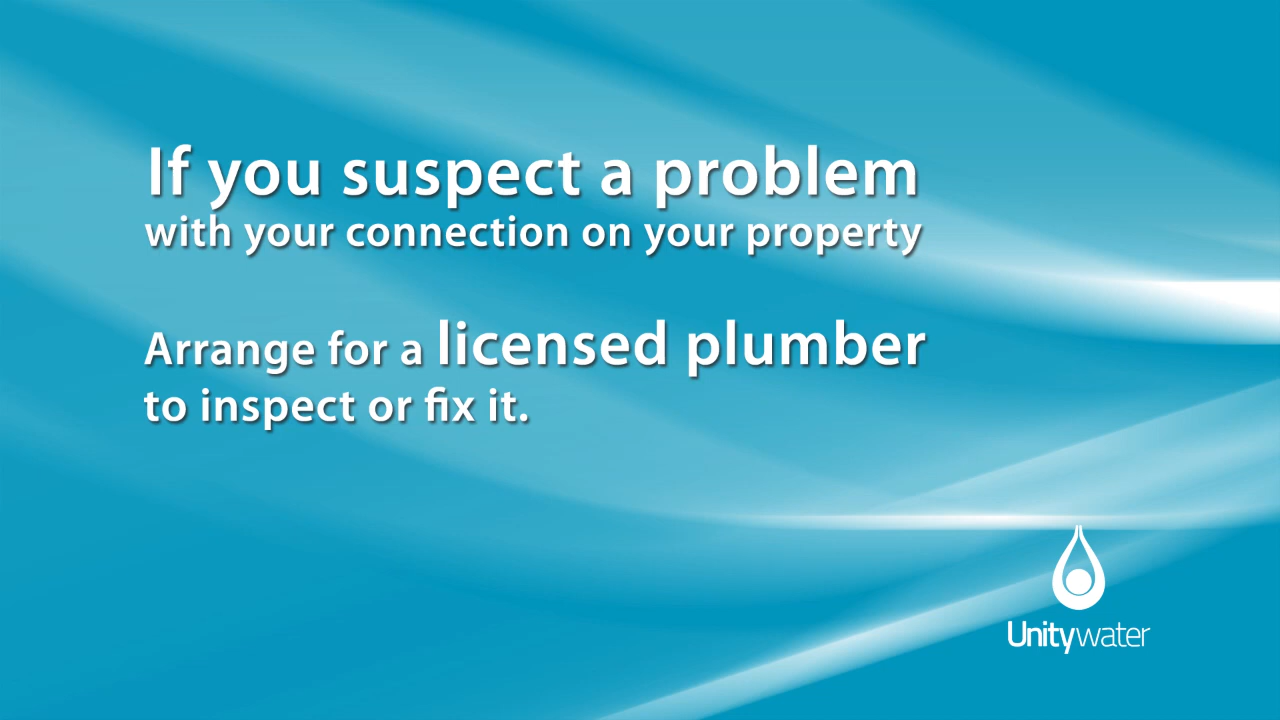 If you suspect a problem
with your connection on your property
Arrange for a licensed plumber
to inspect or fix it.
Unitywater